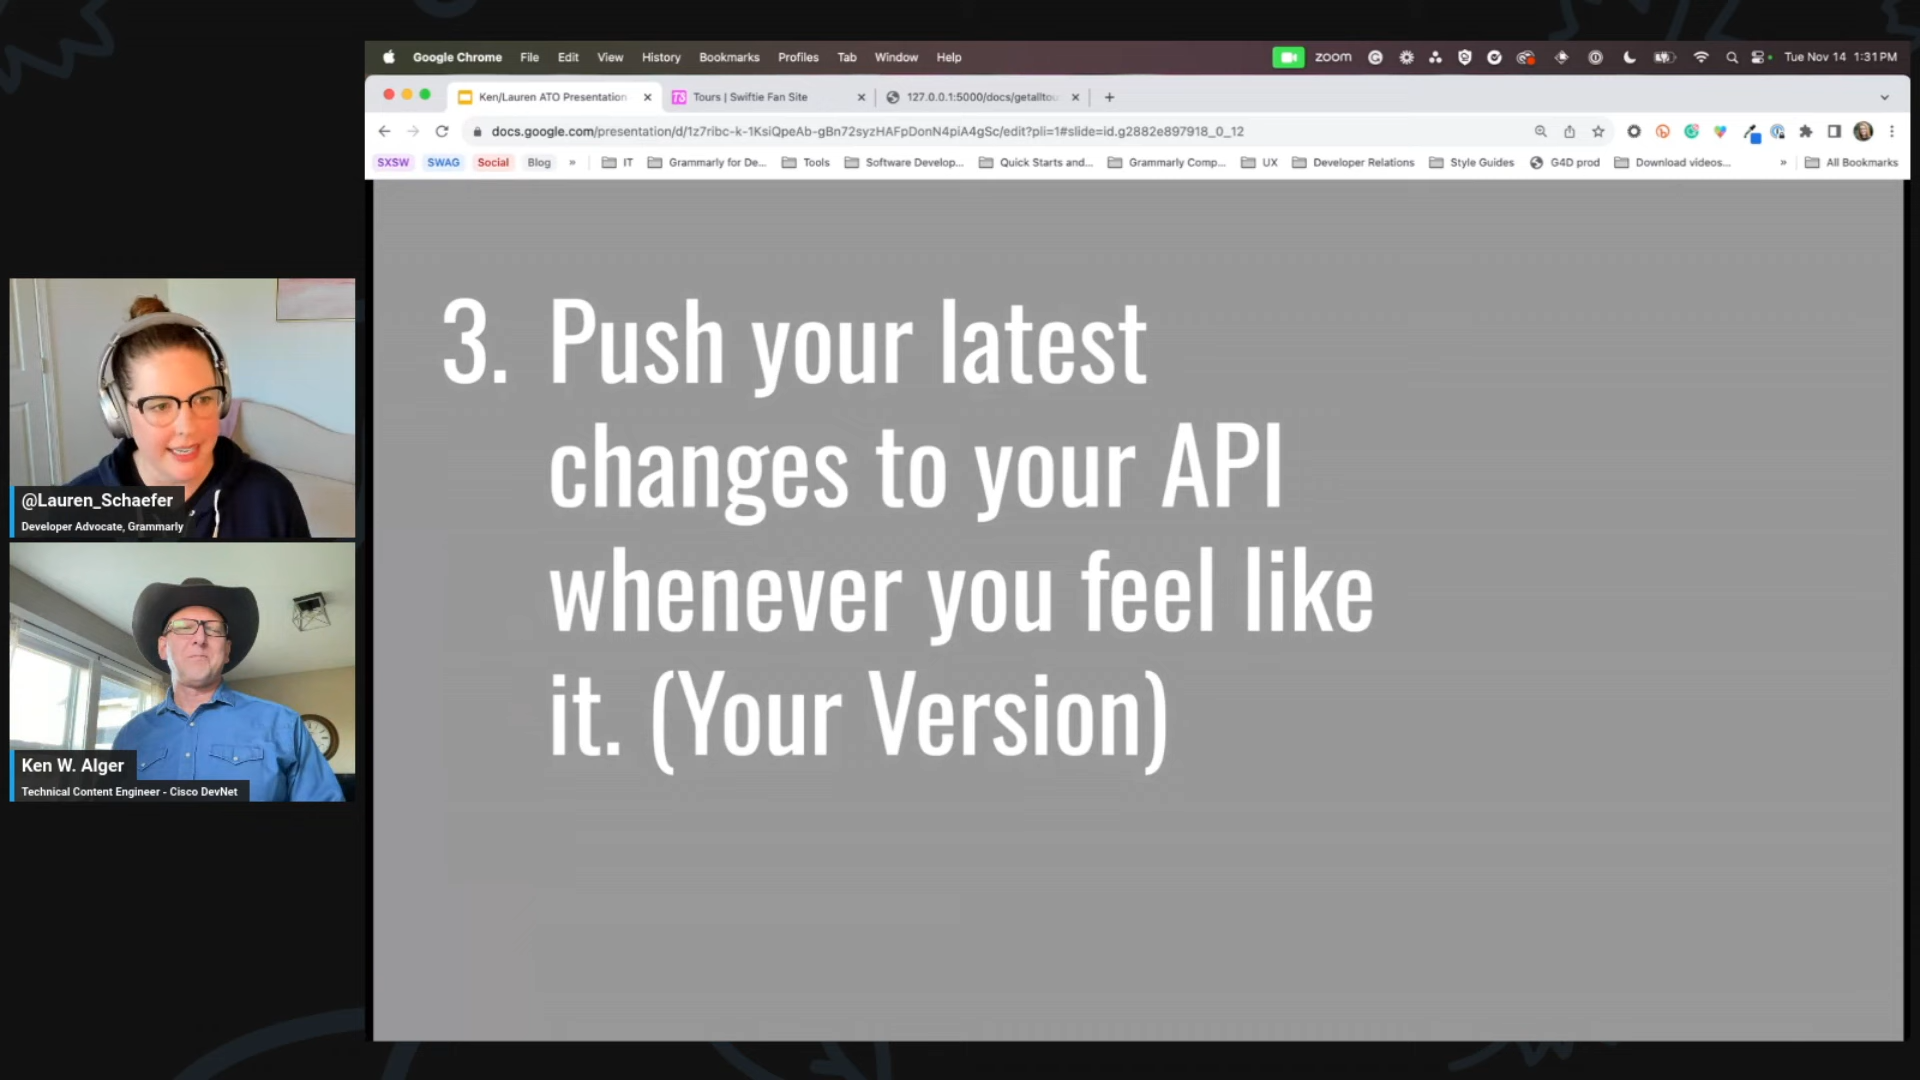 Google Chrome File Edit View History Bookmarks Profiles Tab Window Help zoom Tue Nov 14 1:31 PM
Ken/Lauren ATO Presentation Tours | Swiftie Fan Site 127.0.0.1:5000/docs/getalltou
docs.google.com/presentation/d/1z7ribc-k-1KsiQpeAb-gBn72syzHAFpDonN4piA4gSc/edit?pli=1#slide=id.g2882e897918_0_12
SXSW SWAG Social Blog » IT Grammarly for De... Tools Software Develop... Quick Starts and... Grammarly Comp... UX Developer Relations Style Guides G4D prod Download videos... » All Bookmarks
3. Push your latest
changes to your API
whenever you feel like
it. (Your Version)
@Lauren_Schaefer
Developer Advocate, Grammarly
Ken W. Alger
Technical Content Engineer - Cisco DevNet